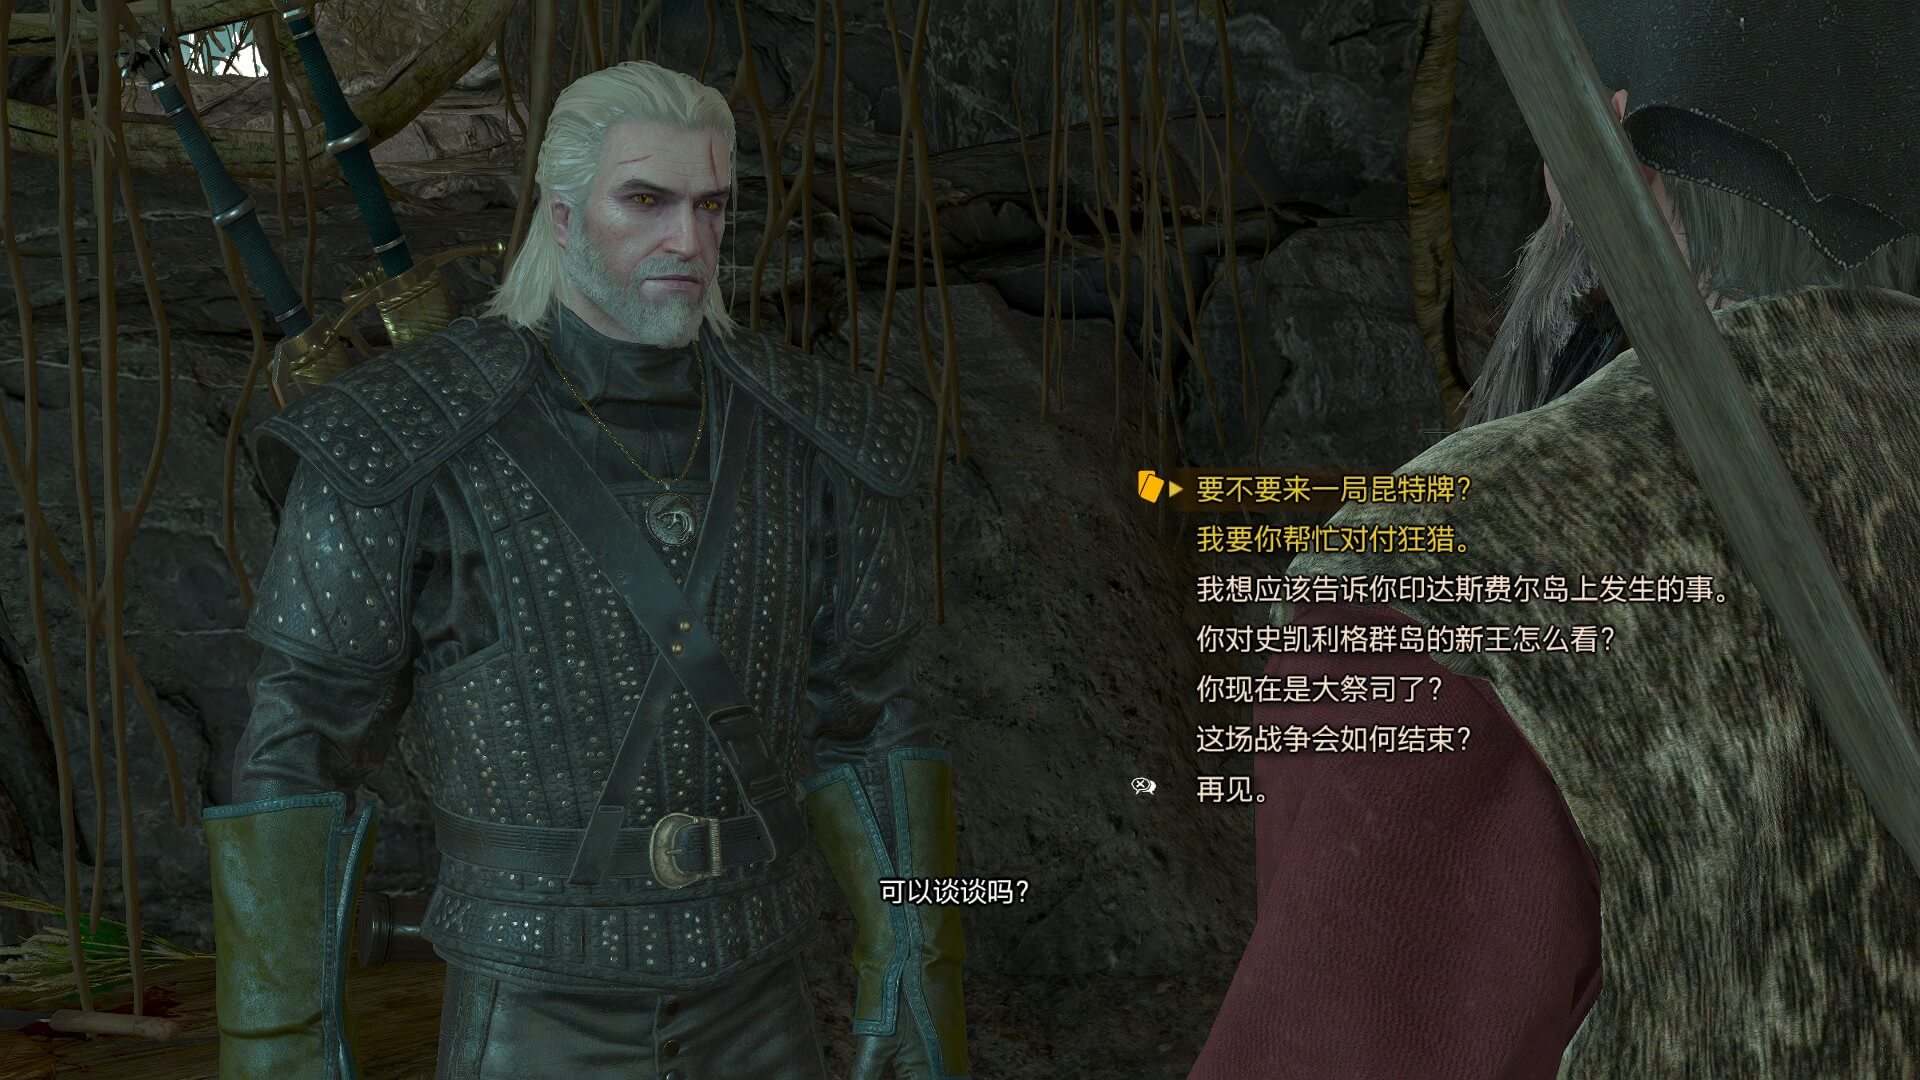 要不要来一局昆特牌？
我要你帮忙对付狂猎。
我想应该告诉你印达斯费尔岛上发生的事。
你对史凯利格群岛的新王怎么看？
你现在是大祭司了？
这场战争会如何结束？
再见。
可以谈谈吗？